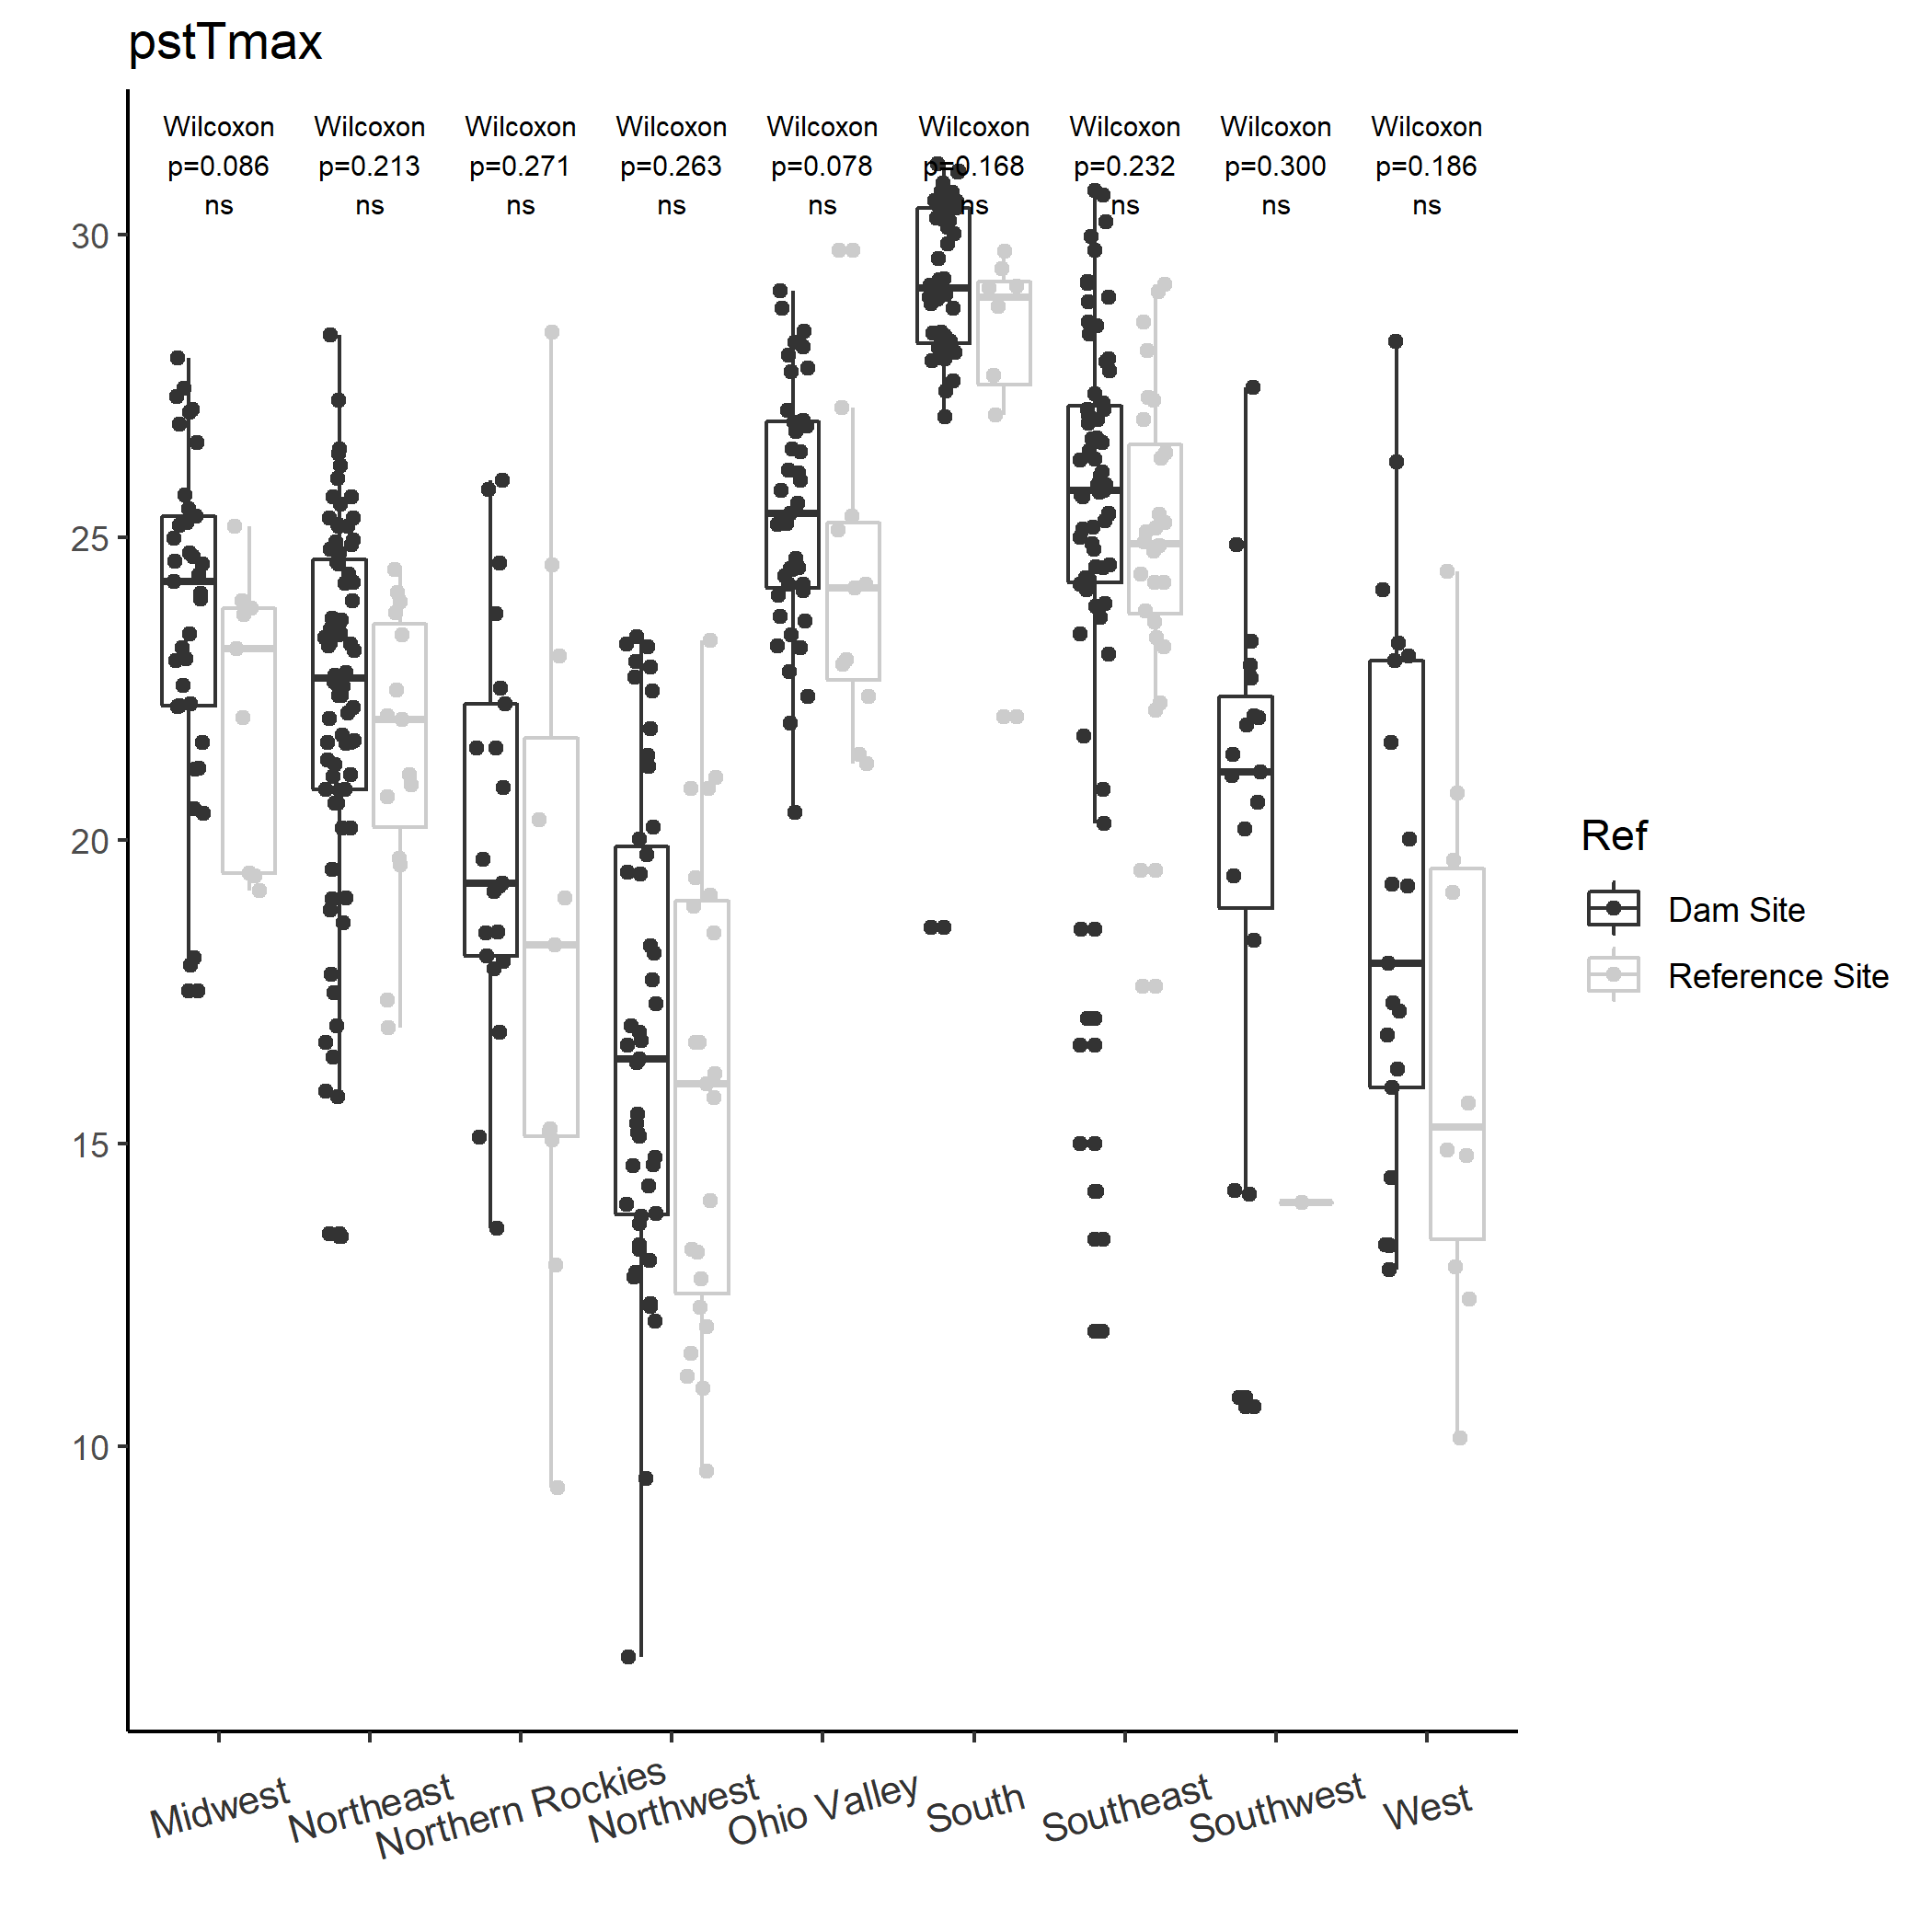 pstTmax
Wilcoxon Wilcoxon Wilcoxon Wilcoxon Wilcoxon Wilcoxon Wilcoxon Wilcoxon Wilcoxon
p=0.086 p=0.213 p=0.271 p=0.263 p=0.078 p=0.168 p=0.232 p=0.300 p=0.186
ns ns ns ns ns ns ns ns ns
30
25
20
15
10
Ref
Dam Site
Reference Site
Midwest Northeast Northern Rockies Northwest Ohio Valley South Southeast Southwest West